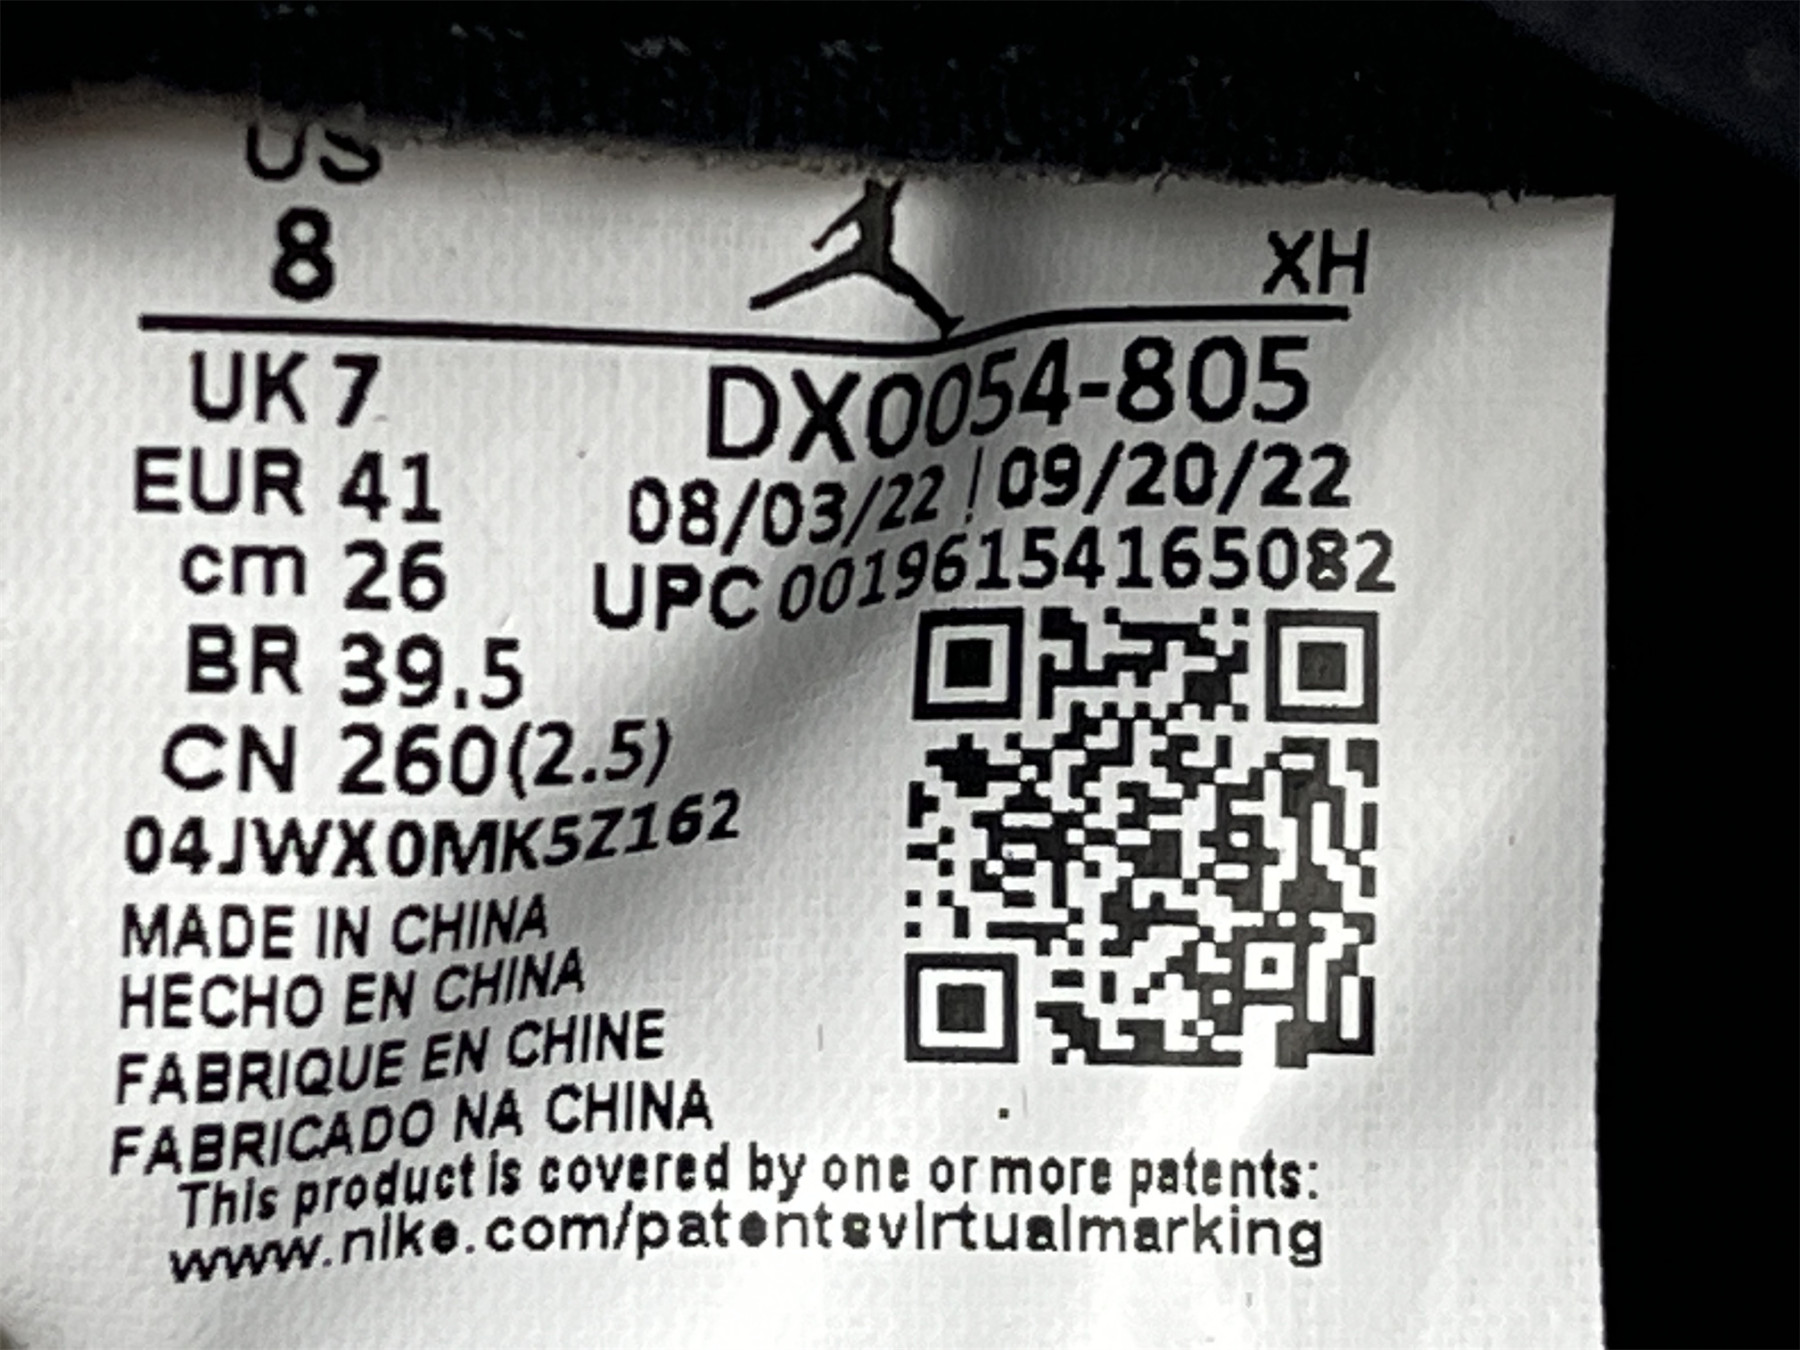 US
8
XH
UK 7
DX0054-805
EUR 41
08/03/22 | 09/20/22
cm 26
UPC 00196154165082
BR 39.5
CN 260(2.5)
04JWX0MK5Z162
MADE IN CHINA
HECHO EN CHINA
FABRIQUE EN CHINE
FABRICADO NA CHINA
This product is covered by one or more patents:
www.nike.com/patentsvirtualmarking